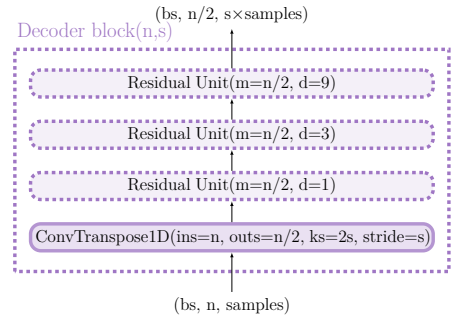 (bs, n/2, s×samples)
Decoder block(n,s)
Residual Unit(m=n/2, d=9)
Residual Unit(m=n/2, d=3)
Residual Unit(m=n/2, d=1)
ConvTranspose1D(ins=n, outs=n/2, ks=2s, stride=s)
(bs, n, samples)